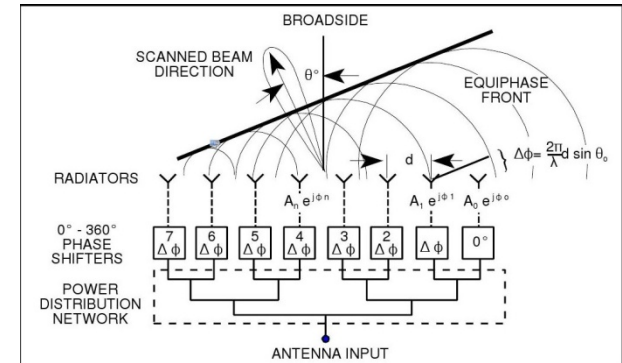 BROADSIDE
SCANNED BEAM
DIRECTION
θ°
EQUIPHASE
FRONT
d
Δϕ= 2π/λ d sin θₒ
RADIATORS
Aₙ e^jϕn A₁ e^jϕ1 A₀ e^jϕo
0° - 360°
PHASE
SHIFTERS
7 Δϕ 6 Δϕ 5 Δϕ 4 Δϕ 3 Δϕ 2 Δϕ Δϕ 0°
POWER
DISTRIBUTION
NETWORK
ANTENNA INPUT